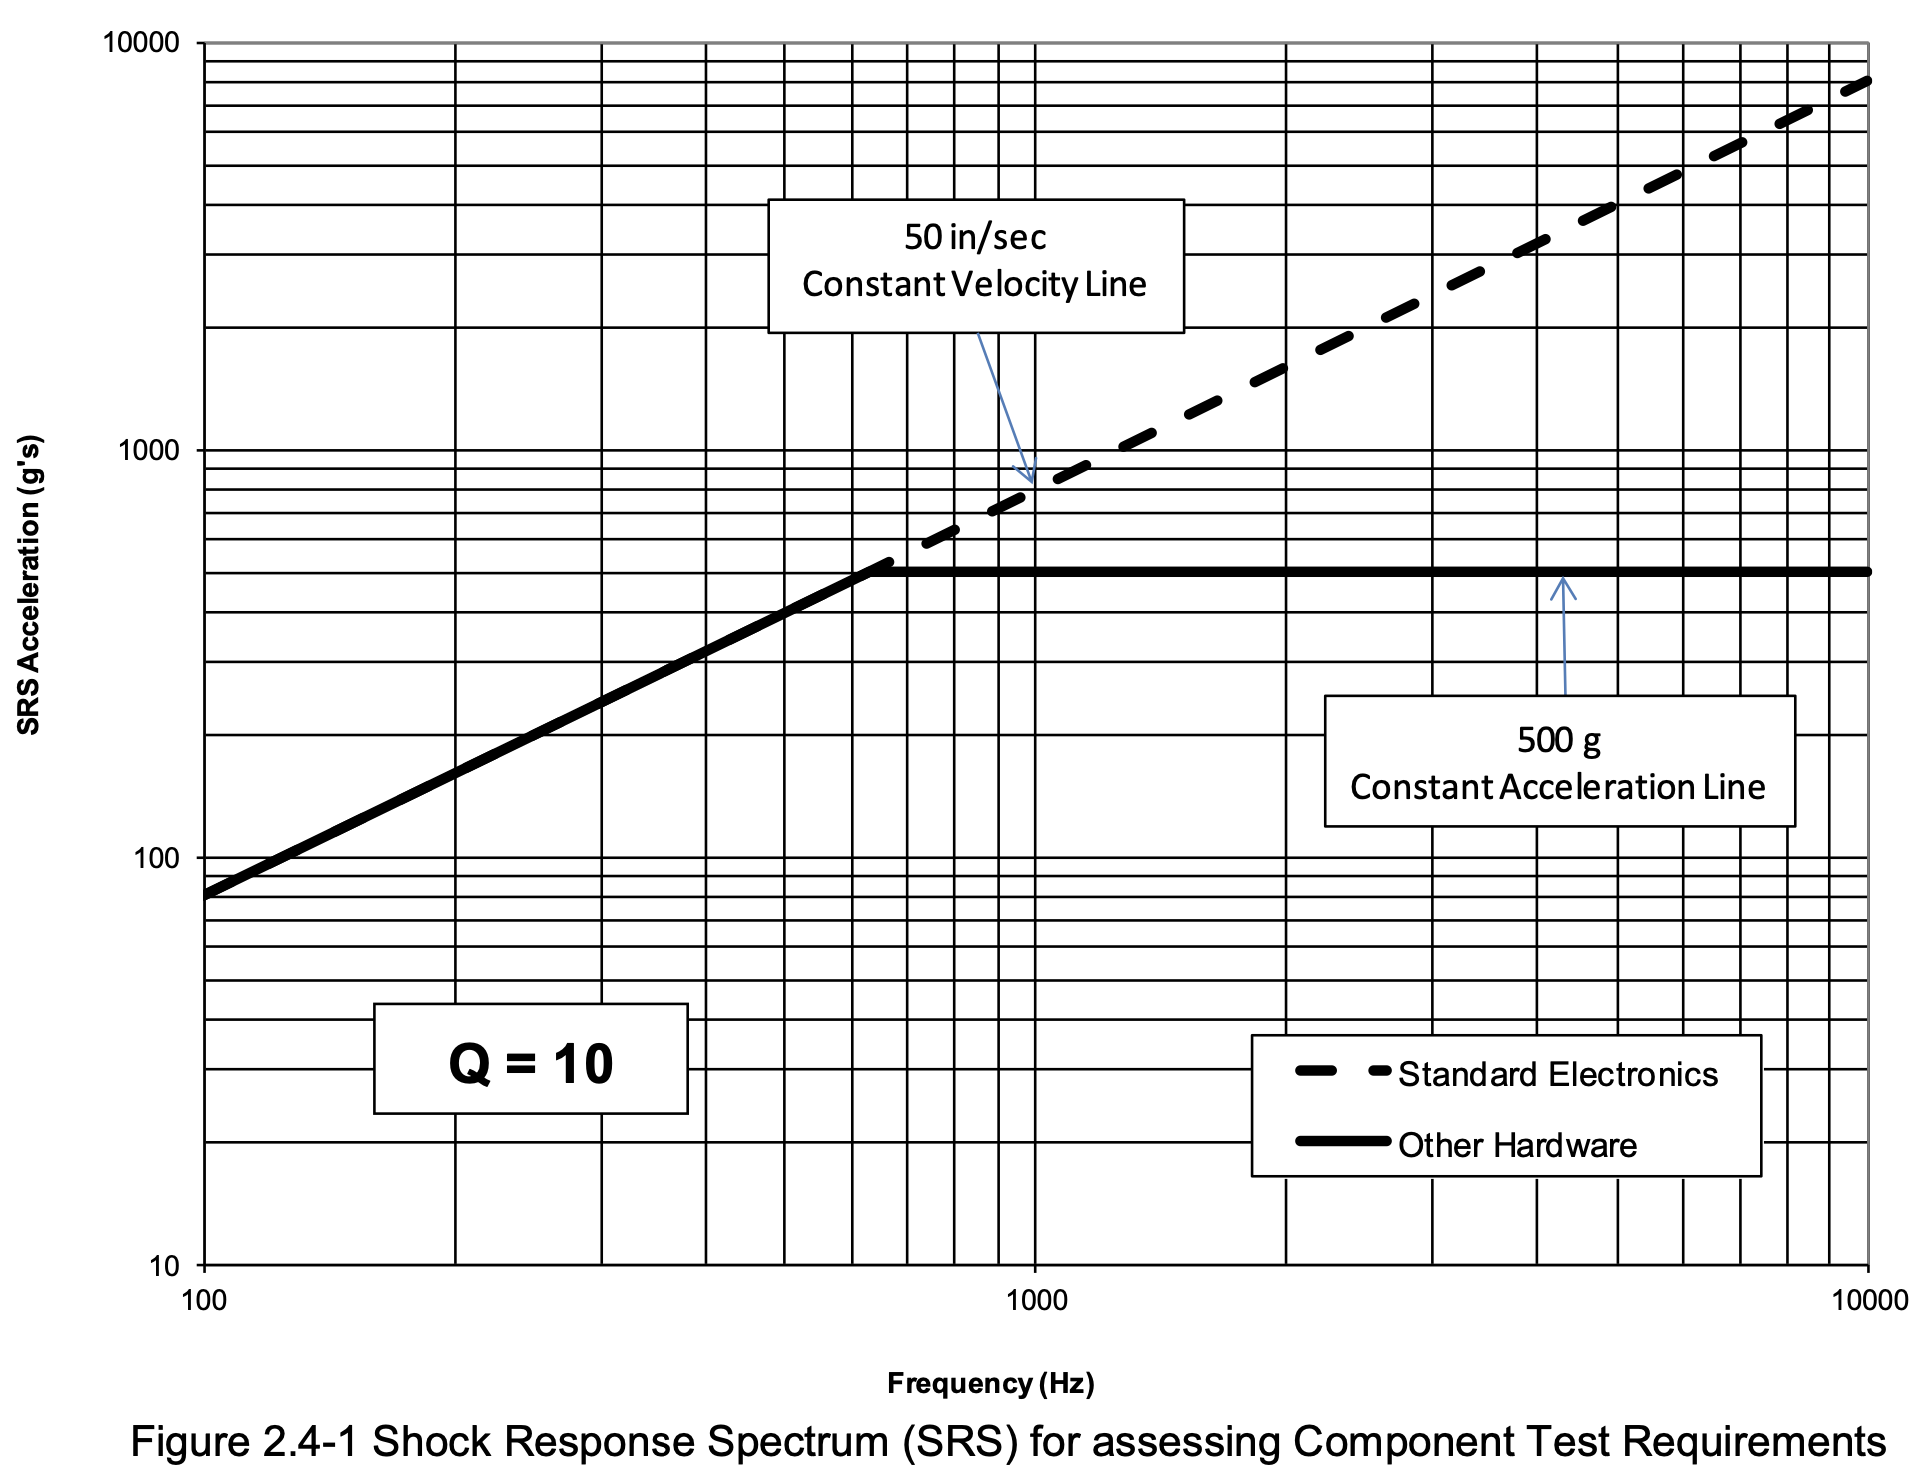 10000
1000
100
10
SRS Acceleration (g's)
50 in/sec
Constant Velocity Line
500 g
Constant Acceleration Line
Q = 10
Standard Electronics
Other Hardware
100
1000
10000
Frequency (Hz)
Figure 2.4-1 Shock Response Spectrum (SRS) for assessing Component Test Requirements